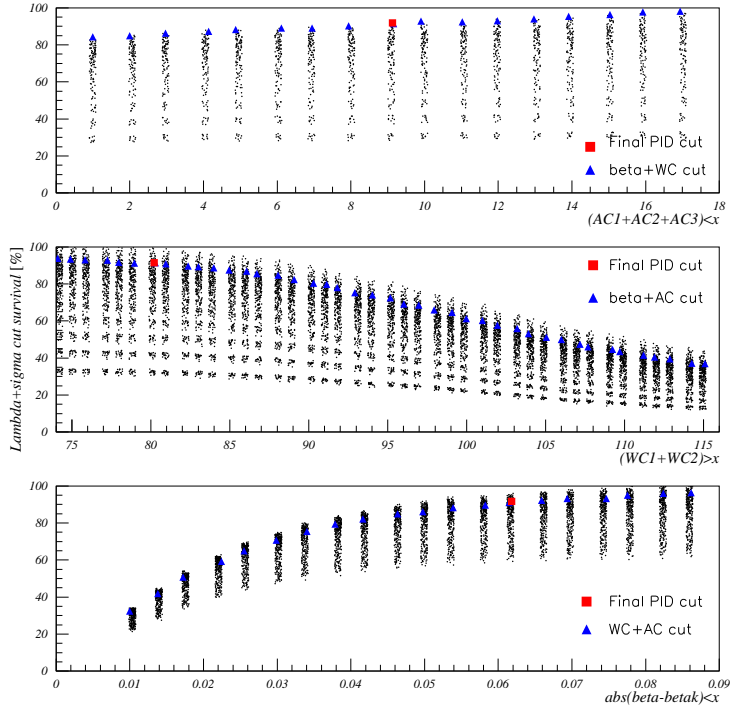 100
80
60
40
20
0
0 2 4 6 8 10 12 14 16 18
Final PID cut
beta+WC cut
(AC1+AC2+AC3)<x
Lambda+sigma cut survival [%]
100
80
60
40
20
0
75 80 85 90 95 100 105 110 115
Final PID cut
beta+AC cut
(WC1+WC2)>x
100
80
60
40
20
0
0 0.01 0.02 0.03 0.04 0.05 0.06 0.07 0.08 0.09
Final PID cut
WC+AC cut
abs(beta-betak)<x